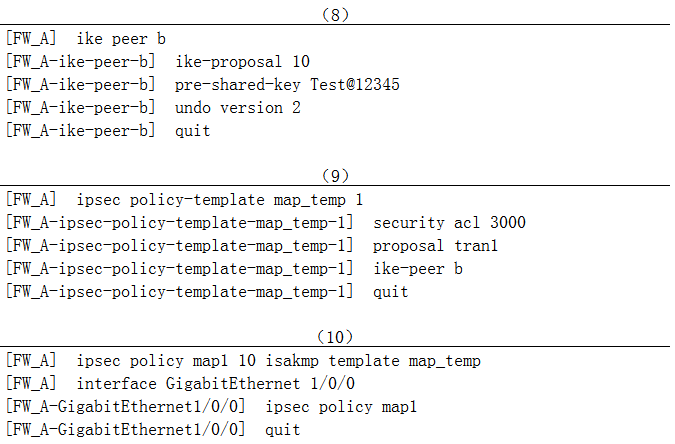 （8）
[FW_A]  ike peer b
[FW_A-ike-peer-b]  ike-proposal 10
[FW_A-ike-peer-b]  pre-shared-key Test@12345
[FW_A-ike-peer-b]  undo version 2
[FW_A-ike-peer-b]  quit
（9）
[FW_A]  ipsec policy-template map_temp 1
[FW_A-ipsec-policy-template-map_temp-1]  security acl 3000
[FW_A-ipsec-policy-template-map_temp-1]  proposal tran1
[FW_A-ipsec-policy-template-map_temp-1]  ike-peer b
[FW_A-ipsec-policy-template-map_temp-1]  quit
（10）
[FW_A]  ipsec policy map1 10 isakmp template map_temp
[FW_A]  interface GigabitEthernet 1/0/0
[FW_A-GigabitEthernet1/0/0]  ipsec policy map1
[FW_A-GigabitEthernet1/0/0]  quit